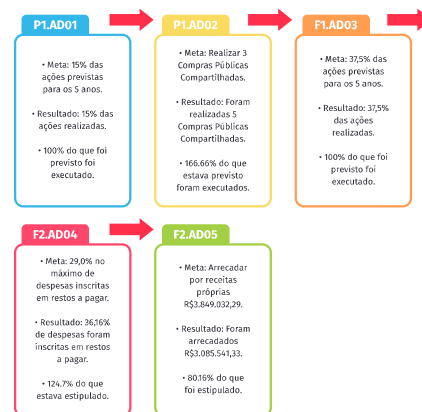 P1.AD01
• Meta: 15% das
ações previstas
para os 5 anos.
• Resultado: 15% das
ações realizadas.
• 100% do que foi
previsto foi
executado.
P1.AD02
• Meta: Realizar 3
Compras Públicas
Compartilhadas.
• Resultado: Foram
realizadas 5
Compras Públicas
Compartilhadas.
• 166.66% do que
estava previsto
foram executados.
F1.AD03
• Meta: 37,5% das
ações previstas
para os 5 anos.
• Resultado: 37,5%
das ações
realizadas.
• 100% do que foi
previsto foi
executado.
F2.AD04
• Meta: 29,0% no
máximo de
despesas inscritas
em restos a pagar.
• Resultado: 36,16%
de despesas foram
inscritas em restos
a pagar.
• 124.7% do que
estava estipulado.
F2.AD05
• Meta: Arrecadar
por receitas
próprias
R$3.849.032,29.
• Resultado: Foram
arrecadados
R$3.085.541,33.
• 80.16% do que
foi estipulado.